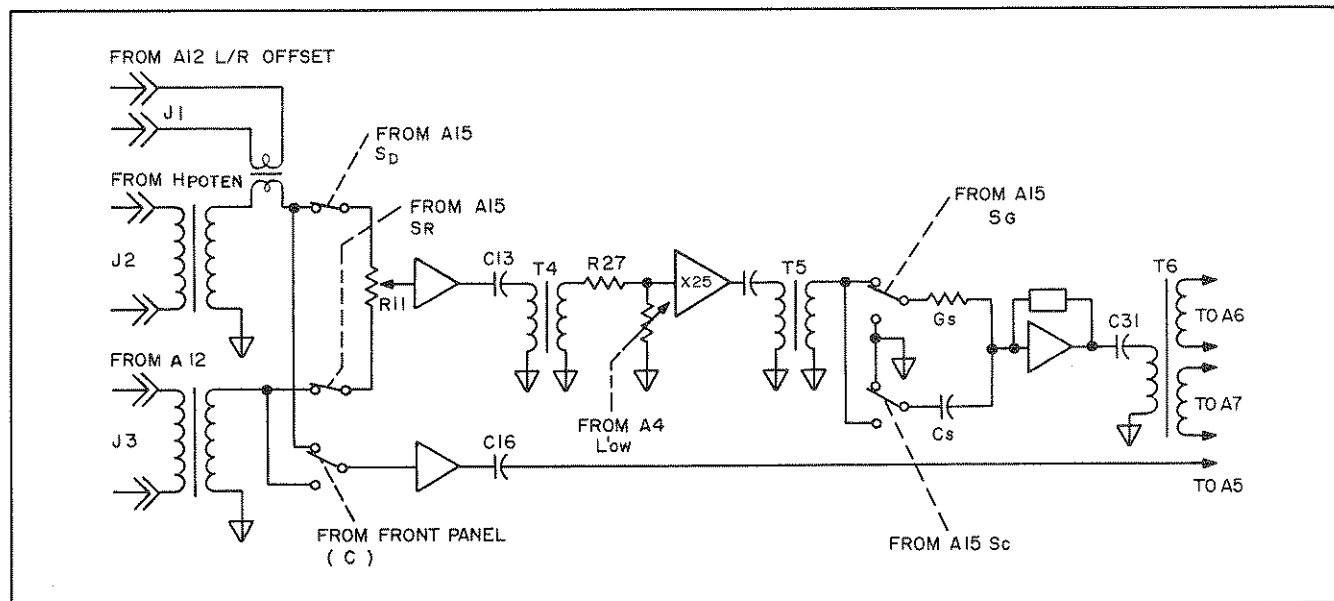 FROM A12 L/R OFFSET
J1
FROM A15
SD
FROM HPOTEN
FROM A15
SR
FROM A15
SG
J2
C13
T4
R27
X25
T5
T6
R11
GS
C31
TO A6
FROM A12
TO A7
J3
C16
FROM A4
L'OW
CS
TO A5
FROM FRONT PANEL
( C )
FROM A15 SC